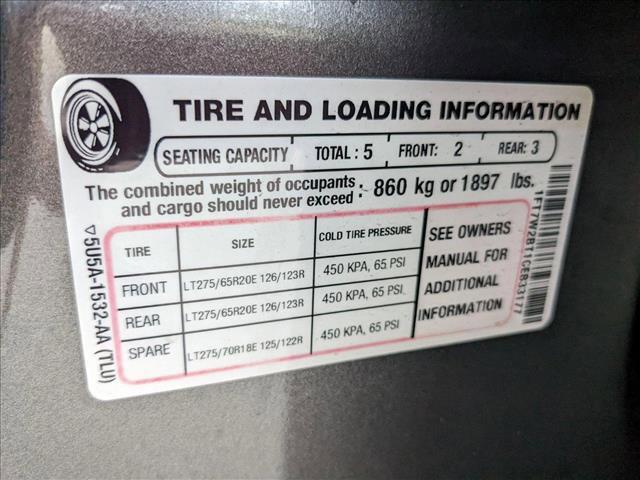 TIRE AND LOADING INFORMATION
SEATING CAPACITY TOTAL : 5 FRONT: 2 REAR: 3
The combined weight of occupants and cargo should never exceed : 860 kg or 1897 lbs.
TIRE SIZE COLD TIRE PRESSURE
FRONT LT275/65R20E 126/123R 450 KPA, 65 PSI
REAR LT275/65R20E 126/123R 450 KPA, 65 PSI
SPARE LT275/70R18E 125/122R 450 KPA, 65 PSI
SEE OWNERS
MANUAL FOR
ADDITIONAL
INFORMATION
5U5A-1532-AA (TLU)
1FT7W2BT1CEB33177